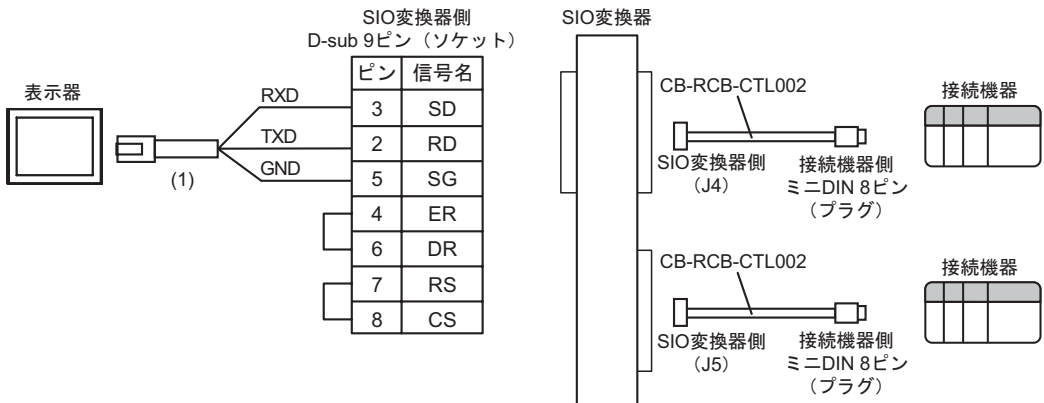 SIO変換器側
D-sub 9ピン（ソケット）
ピン 信号名
3 SD
2 RD
5 SG
4 ER
6 DR
7 RS
8 CS
表示器
(1)
RXD
TXD
GND
SIO変換器
CB-RCB-CTL002
SIO変換器側
（J4）
接続機器側
ミニDIN 8ピン
（プラグ）
接続機器
CB-RCB-CTL002
SIO変換器側
（J5）
接続機器側
ミニDIN 8ピン
（プラグ）
接続機器